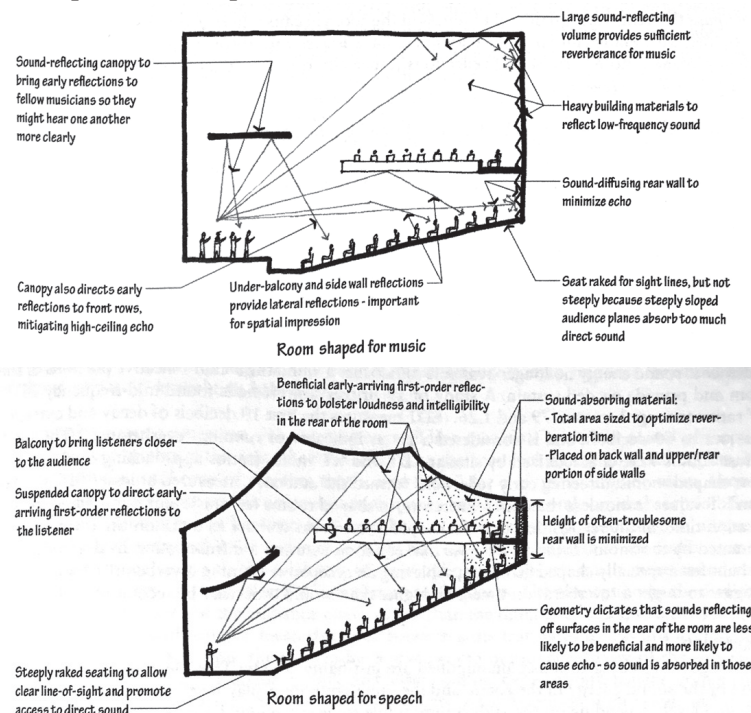 Large sound-reflecting
volume provides sufficient
reverberance for music
Sound-reflecting canopy to
bring early reflections to
fellow musicians so they
might hear one another
more clearly
Heavy building materials to
reflect low-frequency sound
Sound-diffusing rear wall to
minimize echo
Canopy also directs early
reflections to front rows,
mitigating high-ceiling echo
Under-balcony and side wall reflections
provide lateral reflections - important
for spatial impression
Seat raked for sight lines, but not
steeply because steeply sloped
audience planes absorb too much
direct sound
Room shaped for music
Beneficial early-arriving first-order reflec-
tions to bolster loudness and intelligibility
in the rear of the room
Sound-absorbing material:
- Total area sized to optimize rever-
beration time
-Placed on back wall and upper/rear
portion of side walls
Balcony to bring listeners closer
to the audience
Suspended canopy to direct early-
arriving first-order reflections to
the listener
Height of often-troublesome
rear wall is minimized
Geometry dictates that sounds reflecting
off surfaces in the rear of the room are less
likely to be beneficial and more likely to
cause echo - so sound is absorbed in those
areas
Steeply raked seating to allow
clear line-of-sight and promote
access to direct sound
Room shaped for speech